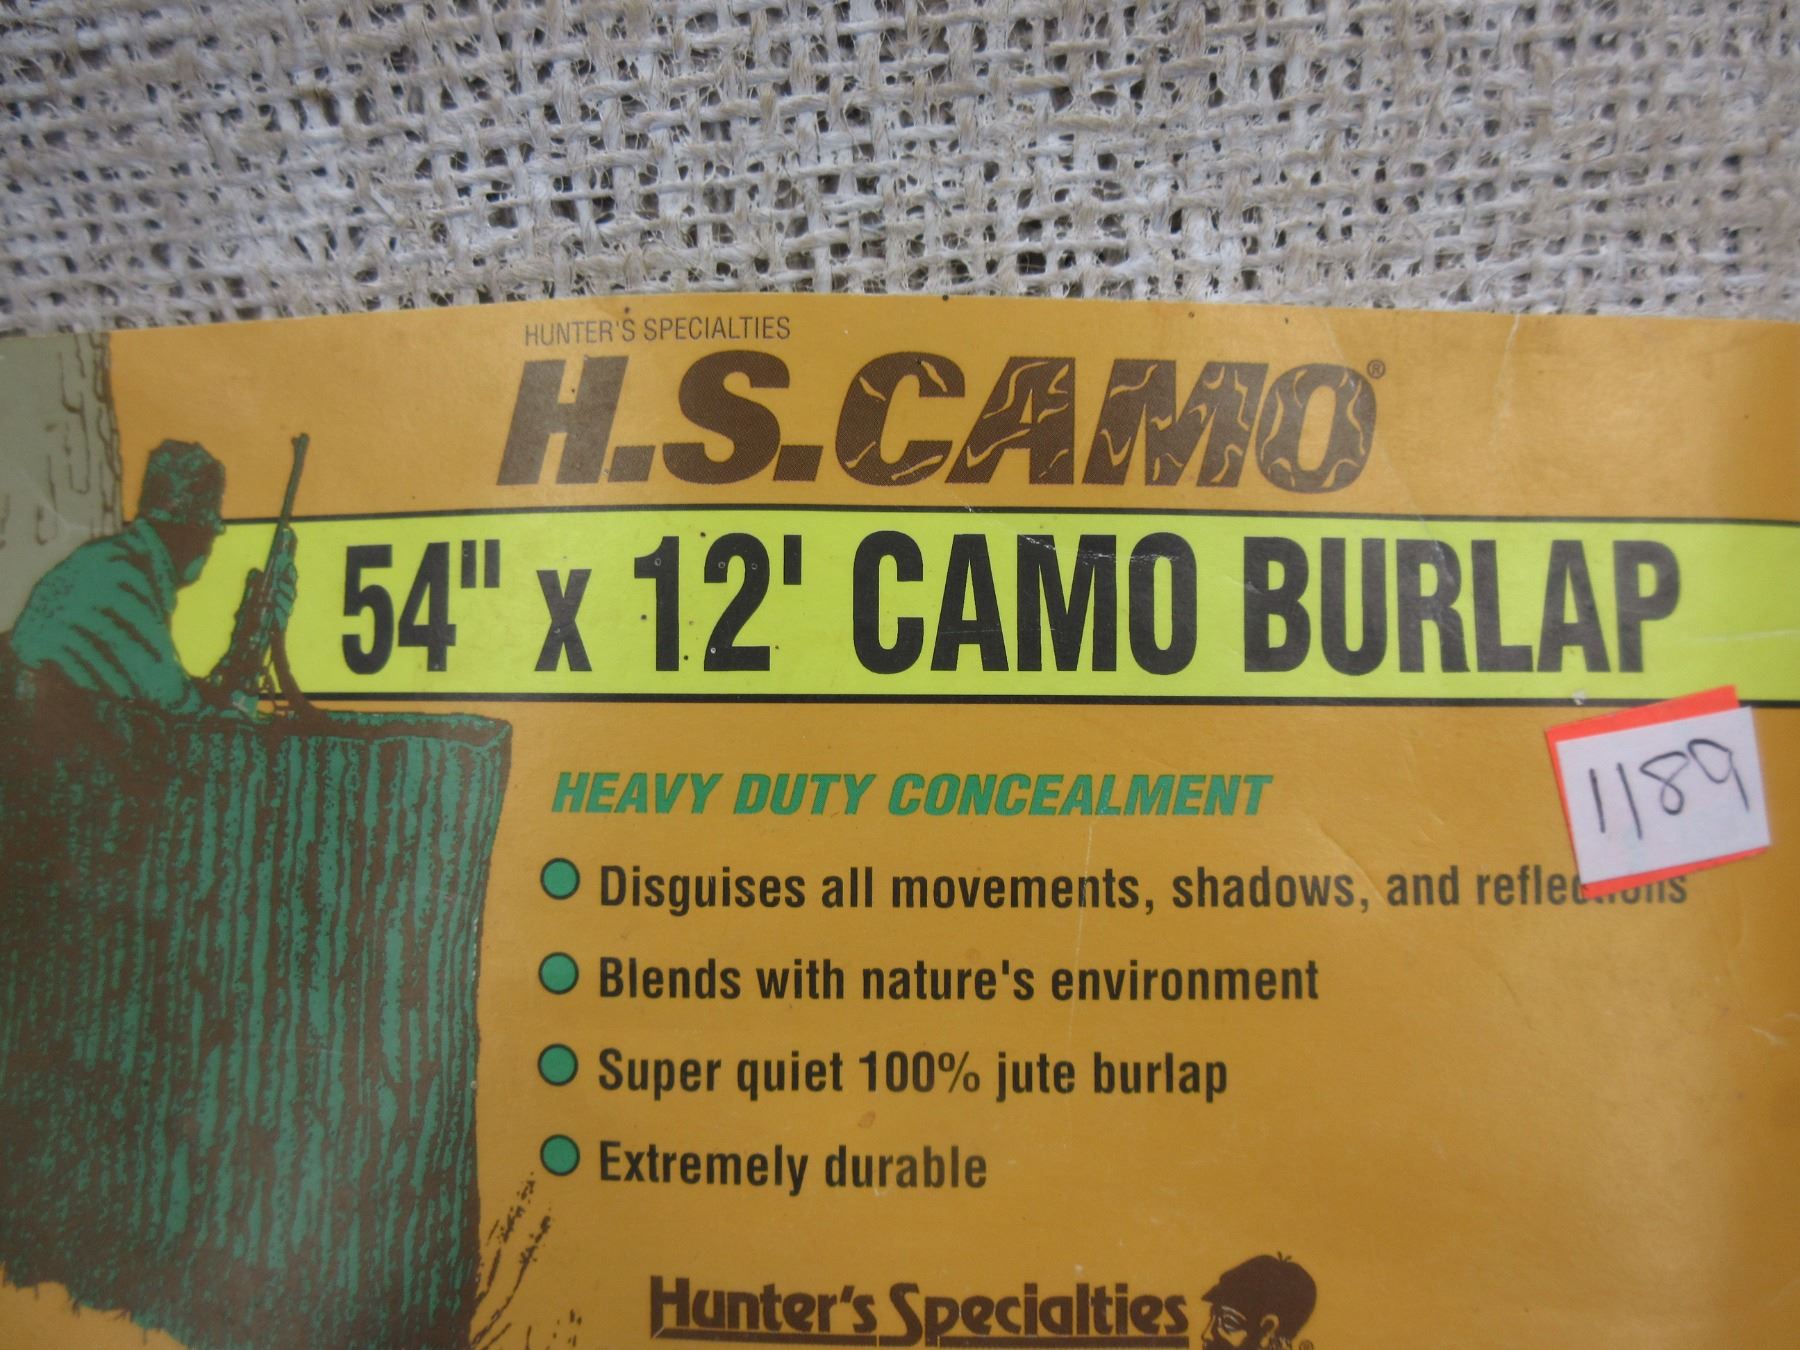 HUNTER'S SPECIALTIES
H.S.CAMO®
54" x 12' CAMO BURLAP
1189
HEAVY DUTY CONCEALMENT
Disguises all movements, shadows, and reflections
Blends with nature's environment
Super quiet 100% jute burlap
Extremely durable
Hunter's Specialties®